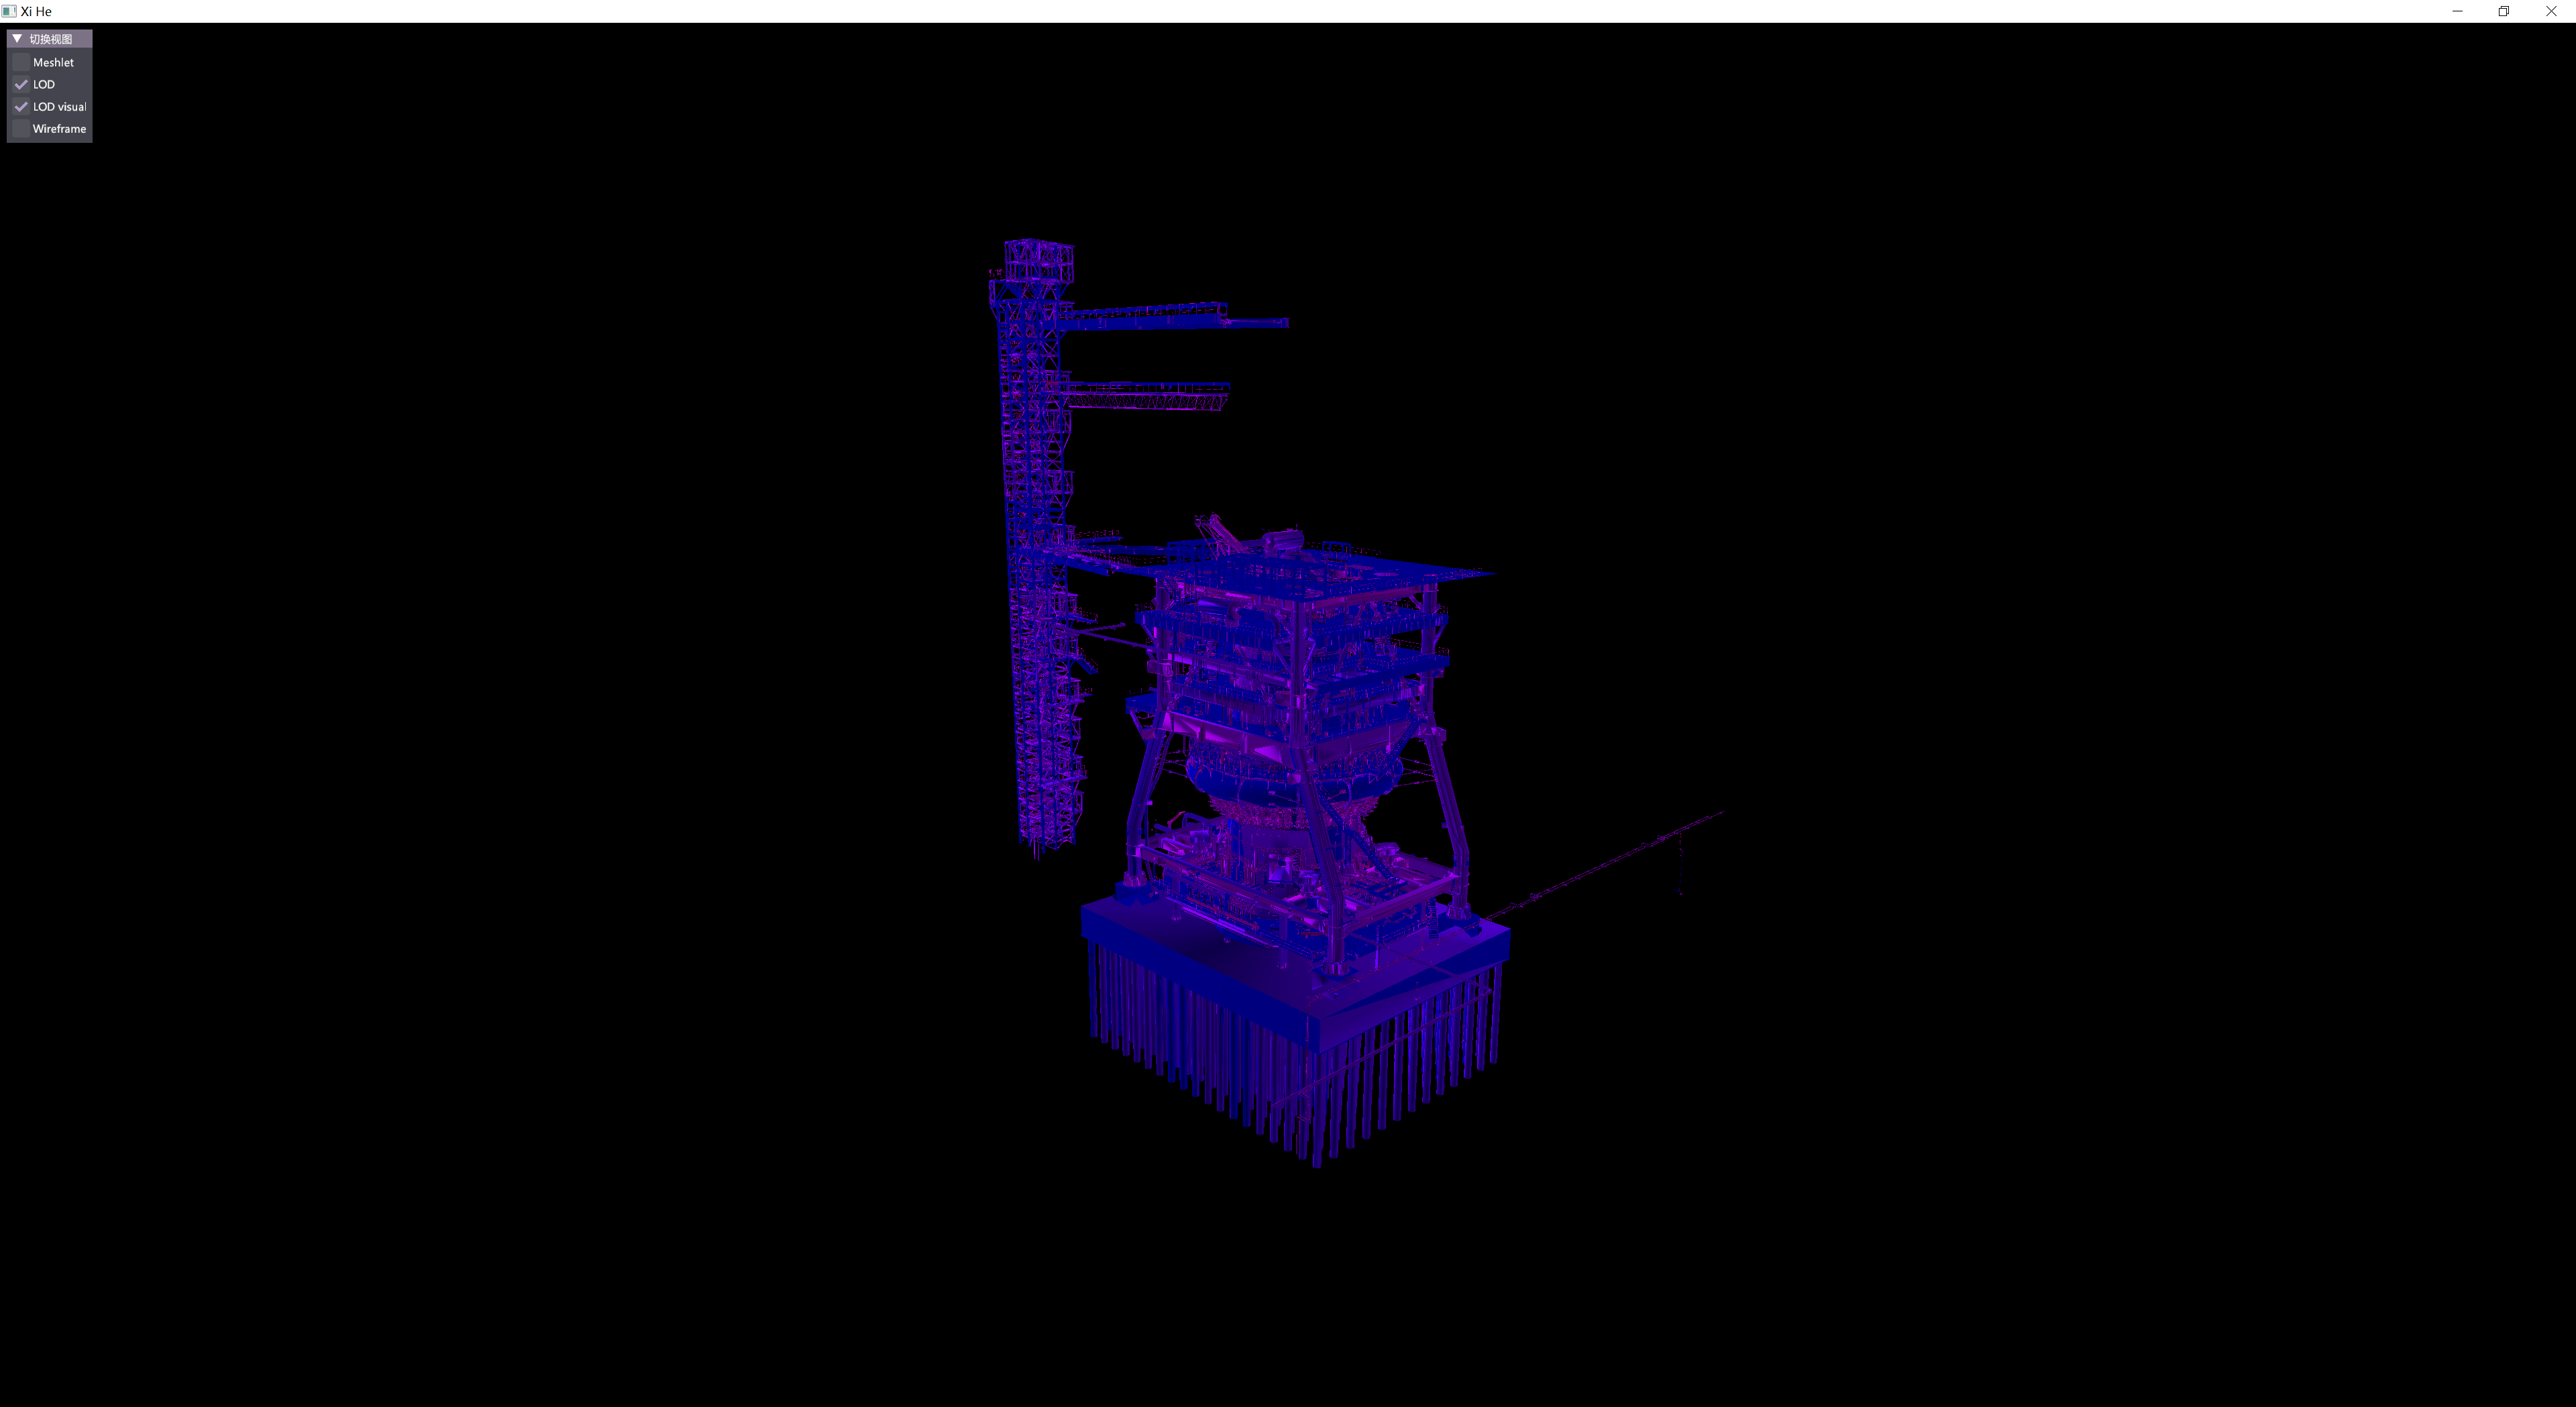 Xi He
切换视图
Meshlet
LOD
LOD visual
Wireframe